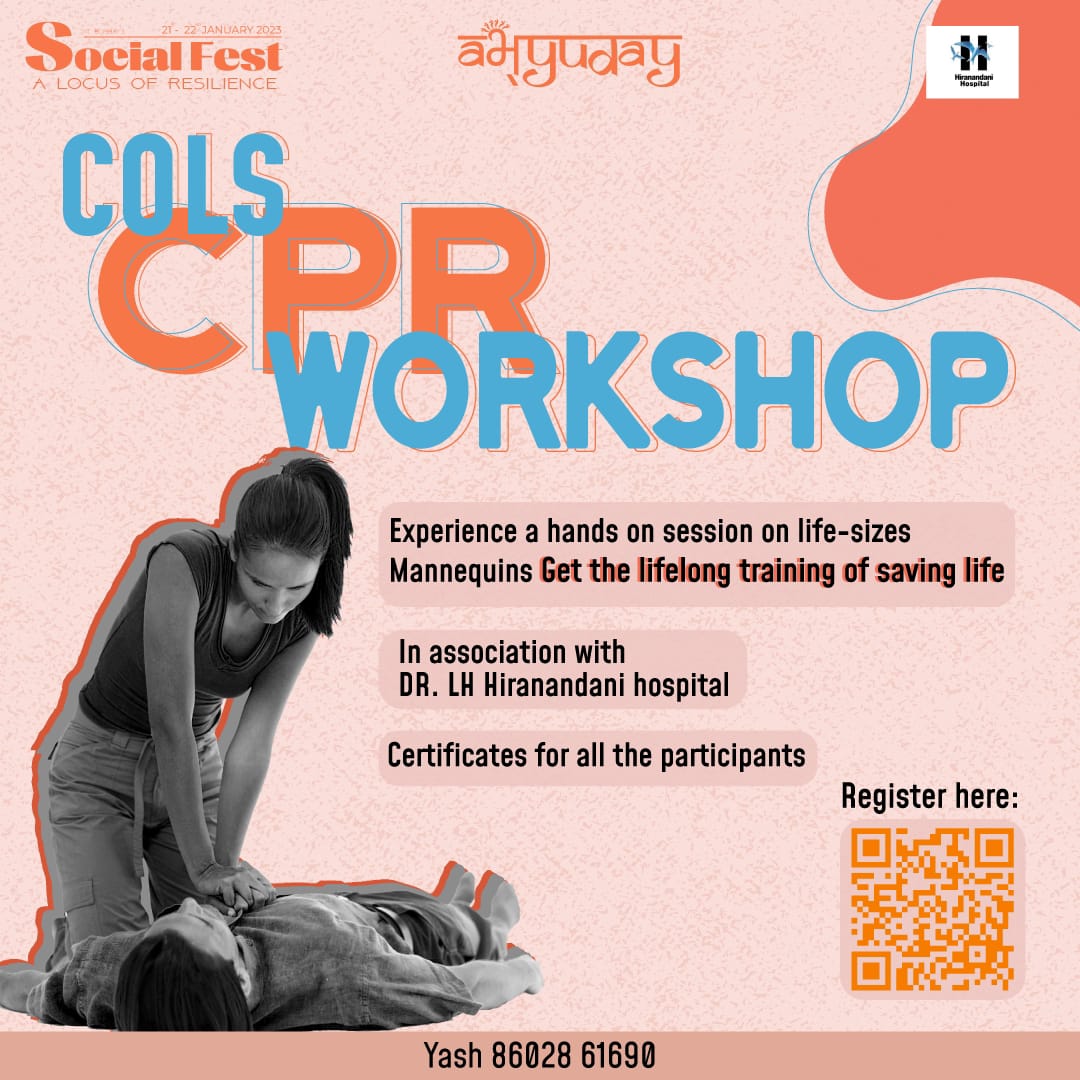 21 - 22 JANUARY 2023
Social Fest
A LOCUS OF RESILIENCE
अभ्yuday
H
Hiranandani
Hospital
COLS
CPR
WORKSHOP
Experience a hands on session on life-sizes
Mannequins Get the lifelong training of saving life
In association with
DR. LH Hiranandani hospital
Certificates for all the participants
Register here:
Yash 86028 61690